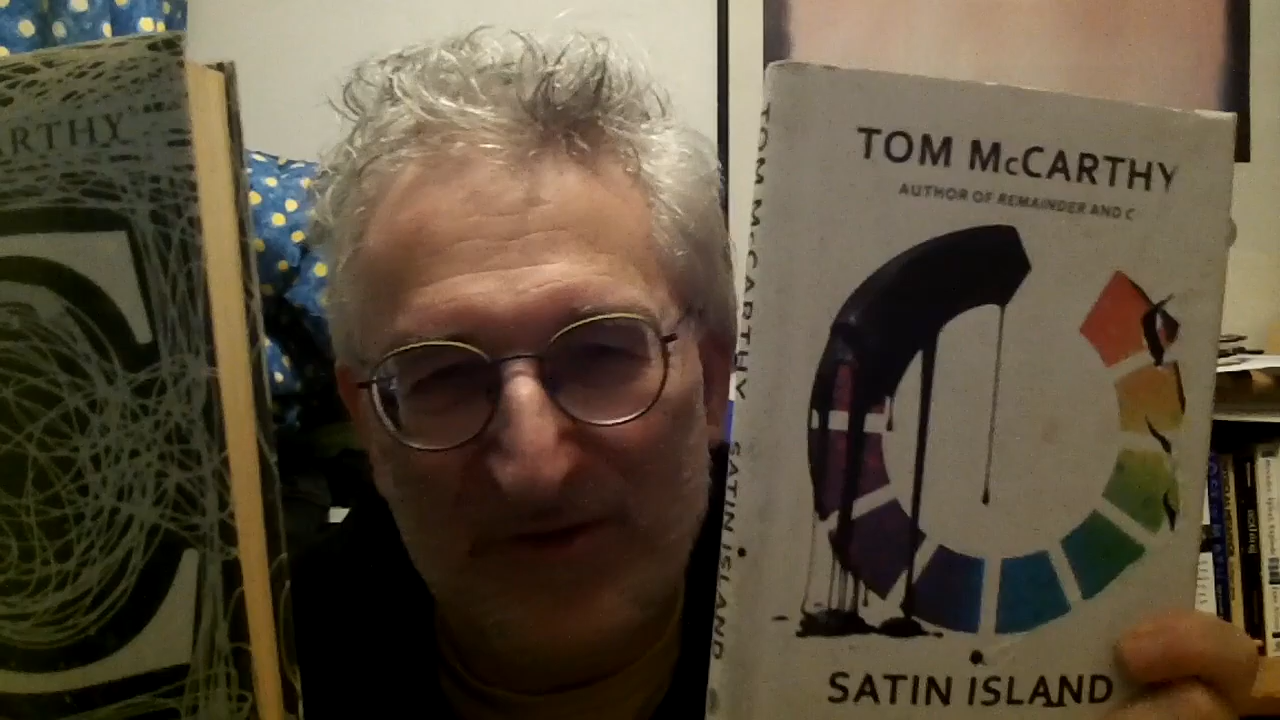 ARTHY
TOM McCARTHY
SATIN ISLAND
TOM McCARTHY
AUTHOR OF REMAINDER AND C
SATIN ISLAND